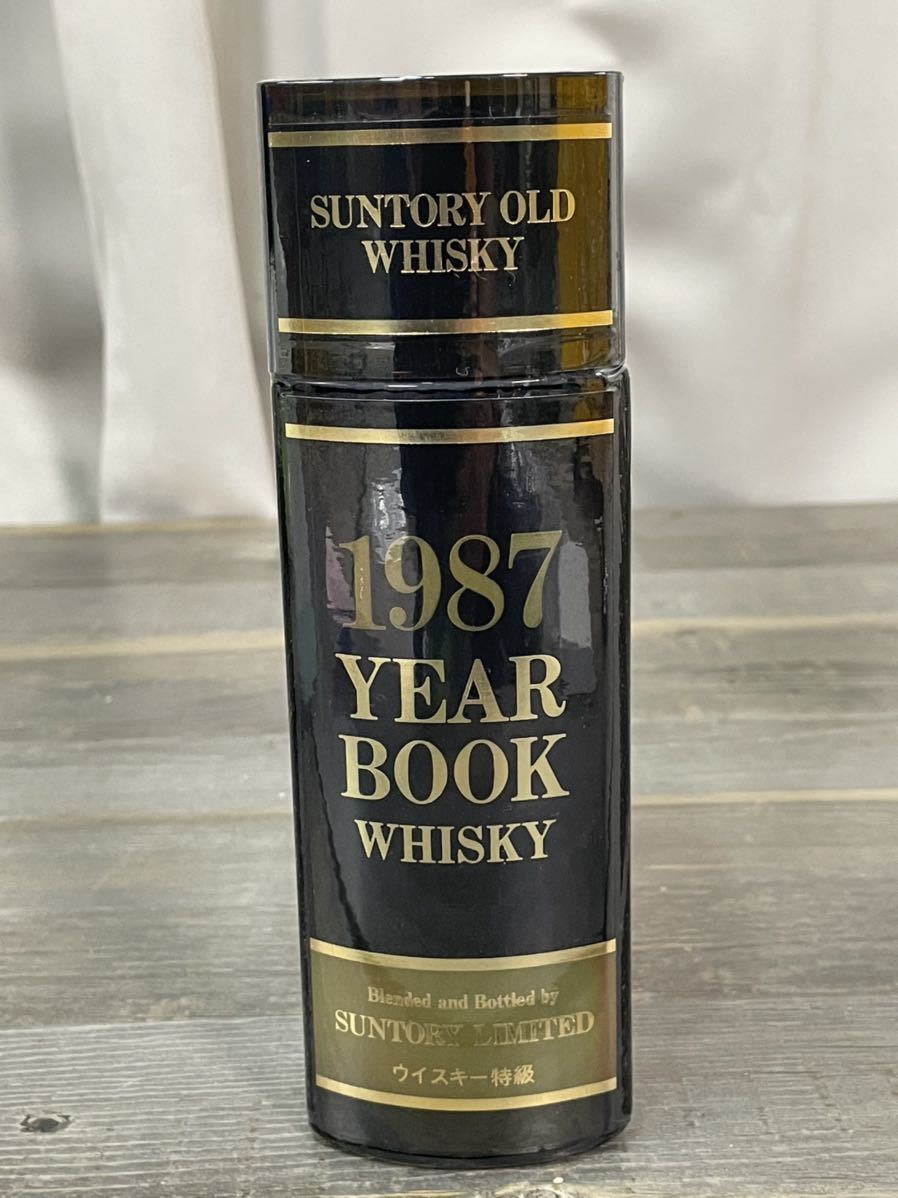 SUNTORY OLD
WHISKY
1987
YEAR
BOOK
WHISKY
Blended and Bottled by
SUNTORY LIMITED
ウイスキー特級